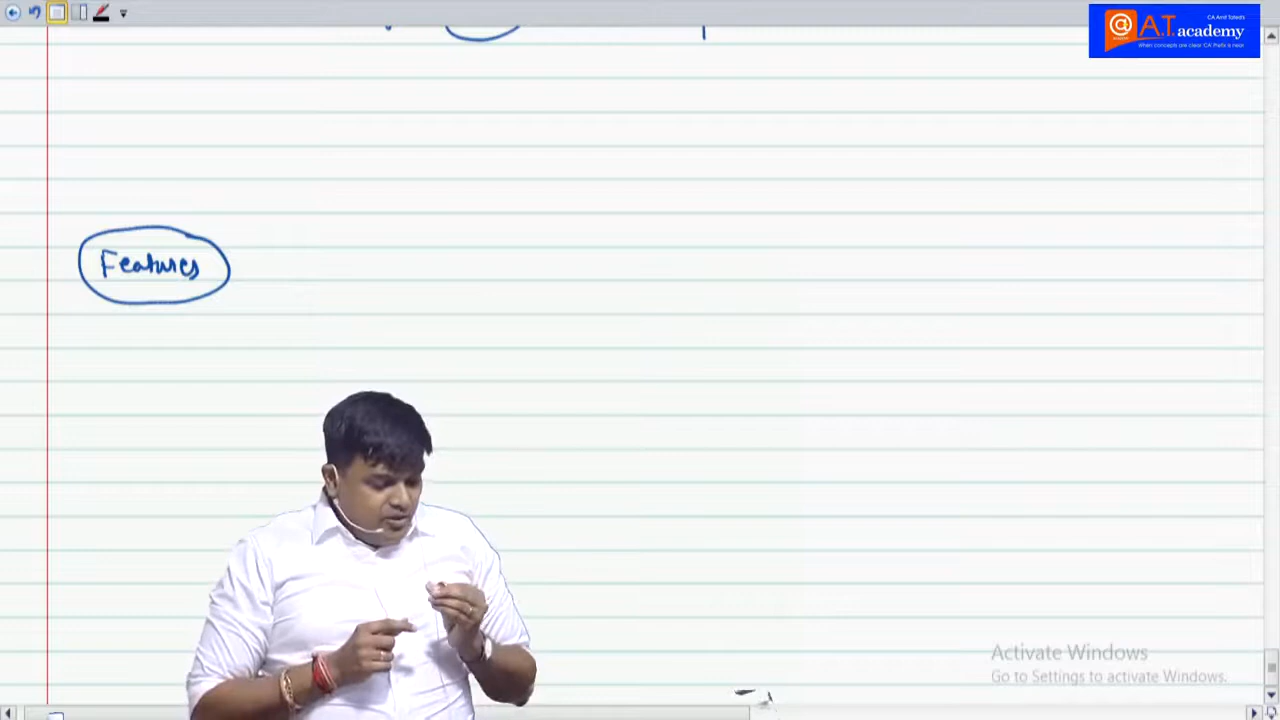 CA Amit Tated's
@ A.T. academy
When concepts are clear 'CA' Prefix is near
Features
Activate Windows
Go to Settings to activate Windows.